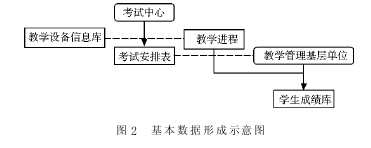 考试中心
教学设备信息库
教学进程
考试安排表
教学管理基层单位
学生成绩库
图2 基本数据形成示意图